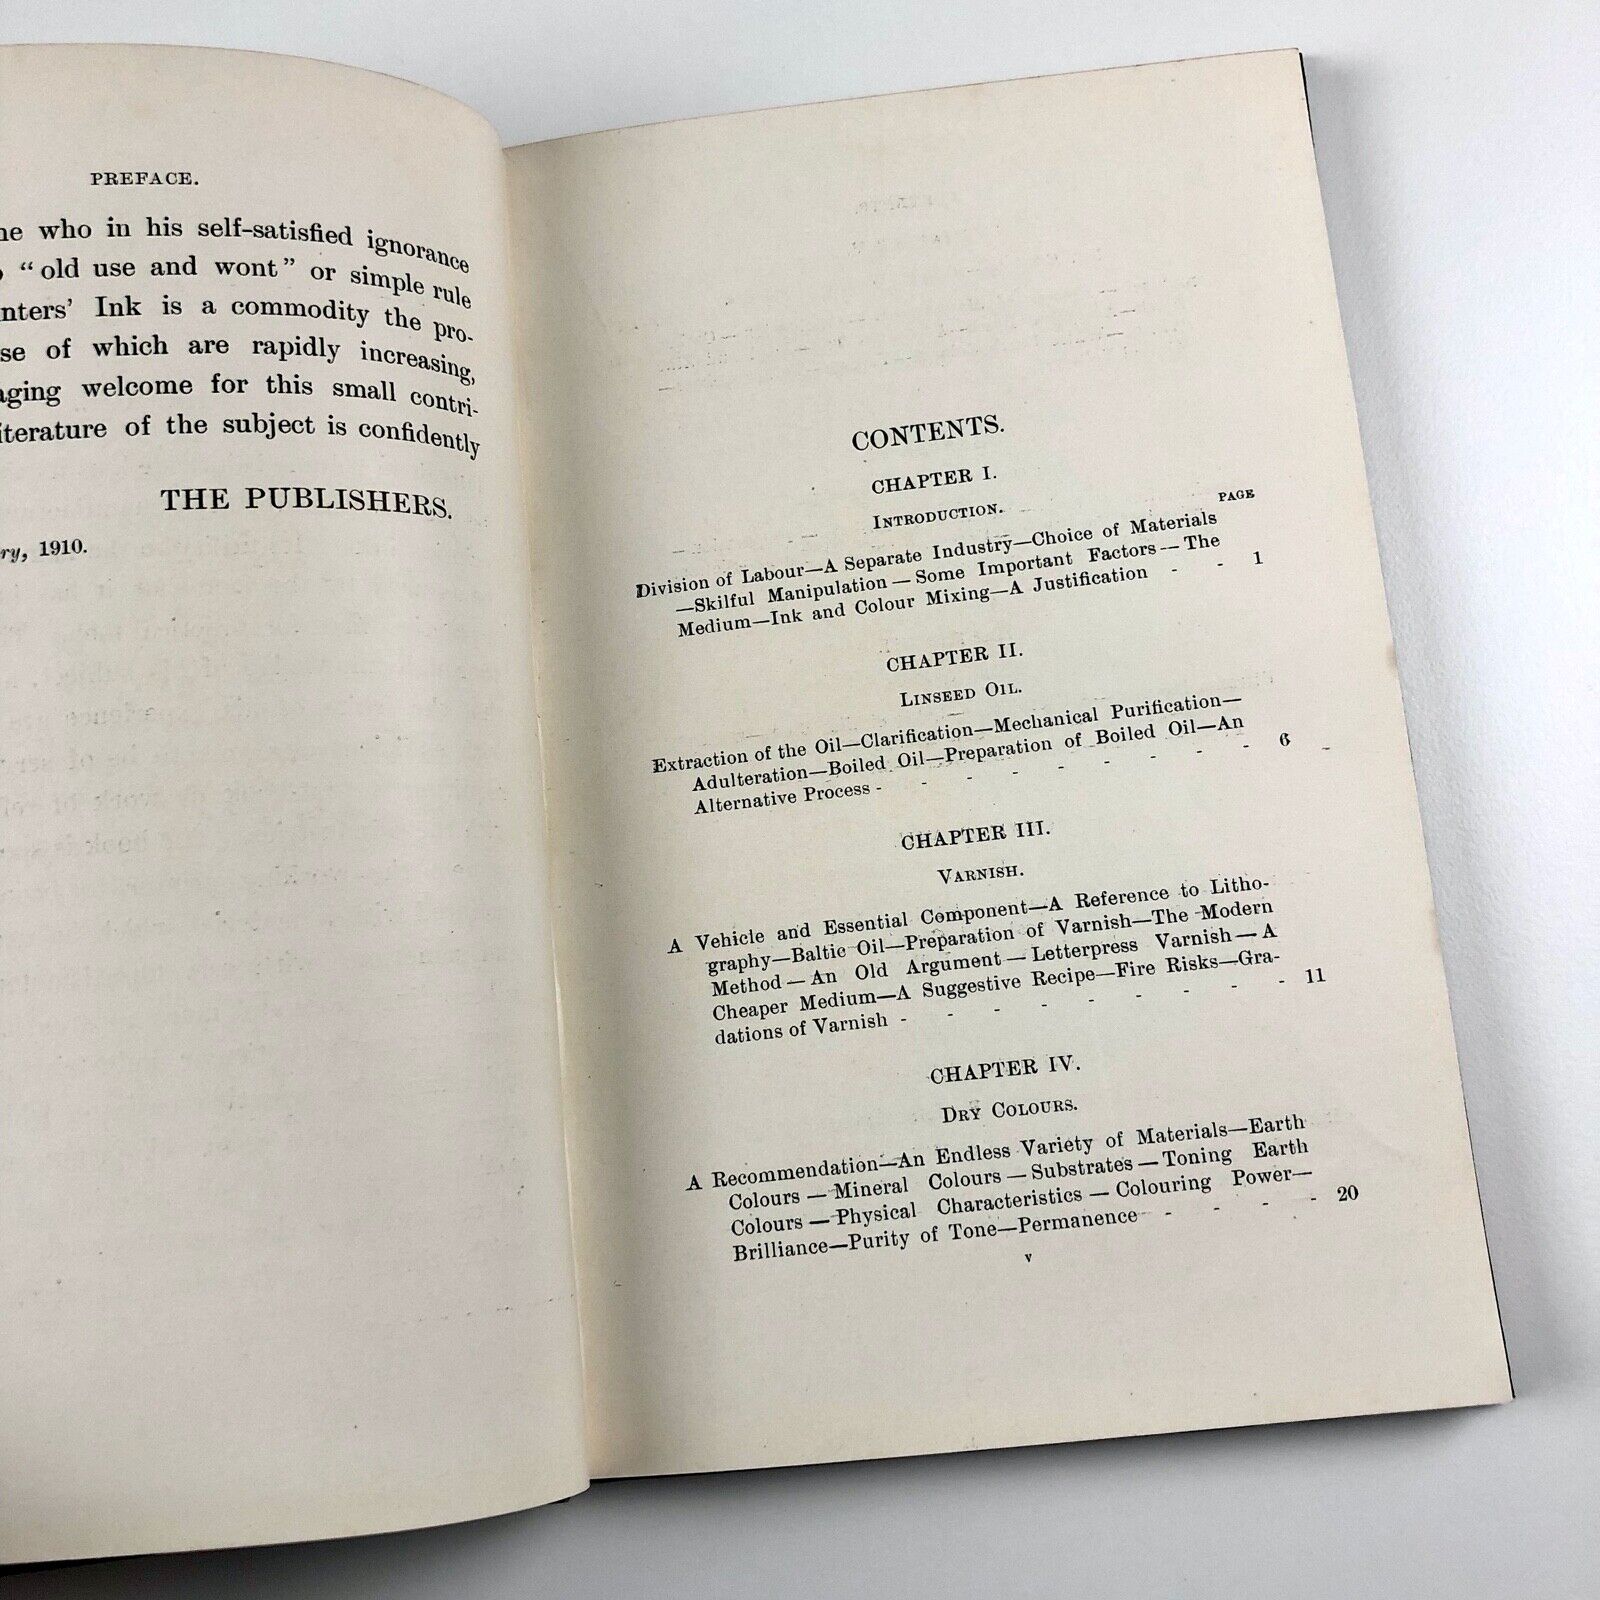 PREFACE.
who in his self-satisfied ignorance
"old use and wont" or simple rule
Ink is a commodity the pro-
of which are rapidly increasing,
welcome for this small contri-
of the subject is confidently
THE PUBLISHERS.
1910.
CONTENTS.
CHAPTER I.
INTRODUCTION.
PAGE
Division of Labour—A Separate Industry—Choice of Materials
—Skilful Manipulation—Some Important Factors—The
Medium—Ink and Colour Mixing—A Justification - - 1
CHAPTER II.
LINSEED OIL.
Extraction of the Oil—Clarification—Mechanical Purification—
Adulteration—Boiled Oil—Preparation of Boiled Oil—An
Alternative Process - - - - - - - - - 6
CHAPTER III.
VARNISH.
A Vehicle and Essential Component—A Reference to Litho-
graphy—Baltic Oil—Preparation of Varnish—The Modern
Method—An Old Argument—Letterpress Varnish—A
Cheaper Medium—A Suggestive Recipe—Fire Risks—Gra-
dations of Varnish - - - - - - - - - 11
CHAPTER IV.
DRY COLOURS.
A Recommendation—An Endless Variety of Materials—Earth
Colours—Mineral Colours—Substrates—Toning Earth
Colours—Physical Characteristics—Colouring Power—
Brilliance—Purity of Tone—Permanence - - - - 20
v